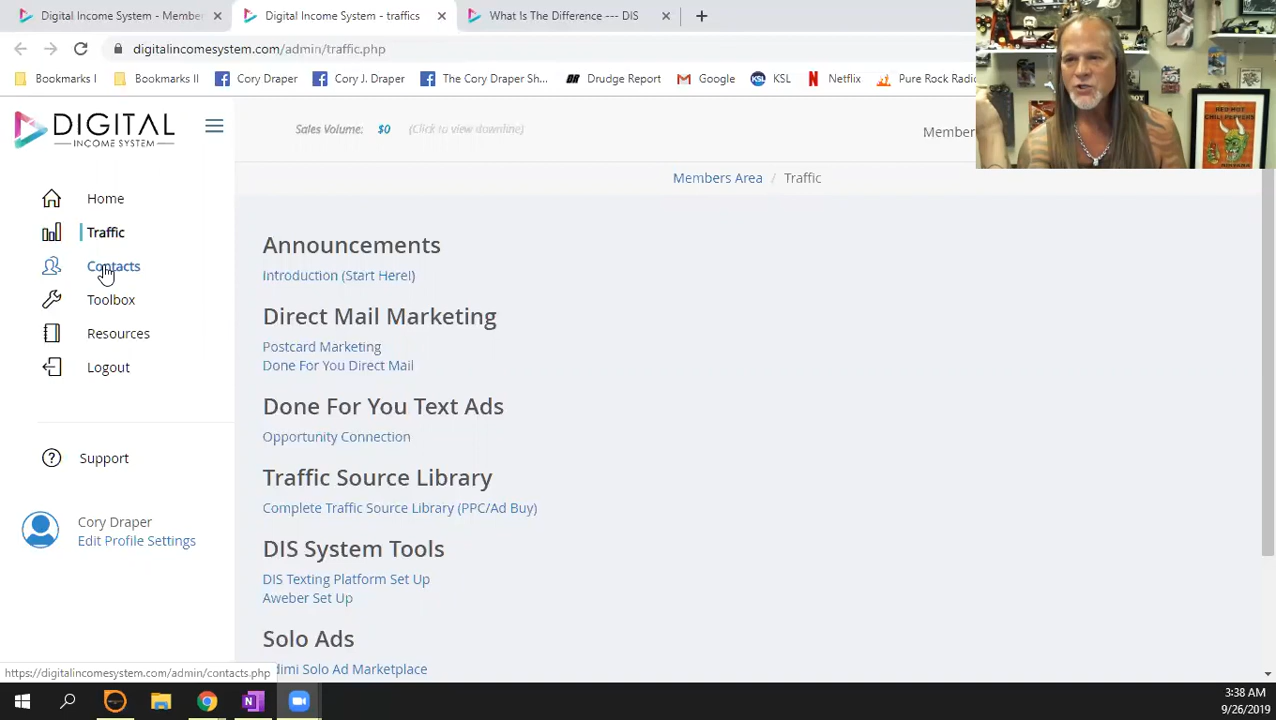 Digital Income System - Membe
Digital Income System - traffics
What Is The Difference --- DIS
digitalincomesystem.com/admin/traffic.php
Bookmarks I
Bookmarks II
Cory Draper
Cory J. Draper
The Cory Draper Sh...
Drudge Report
Google
KSL
Netflix
Pure Rock Radio
DIGITAL
INCOME SYSTEM
Sales Volume: $0 (Click to view downline)
Member
Members Area / Traffic
Home
Traffic
Contacts
Toolbox
Resources
Logout
Support
Cory Draper
Edit Profile Settings
Announcements
Introduction (Start Here!)
Direct Mail Marketing
Postcard Marketing
Done For You Direct Mail
Done For You Text Ads
Opportunity Connection
Traffic Source Library
Complete Traffic Source Library (PPC/Ad Buy)
DIS System Tools
DIS Texting Platform Set Up
Aweber Set Up
Solo Ads
Solo Ad Marketplace
https://digitalincomesystem.com/admin/contacts.php
RED HOT
CHILI PEPPERS
3:38 AM
9/26/2019